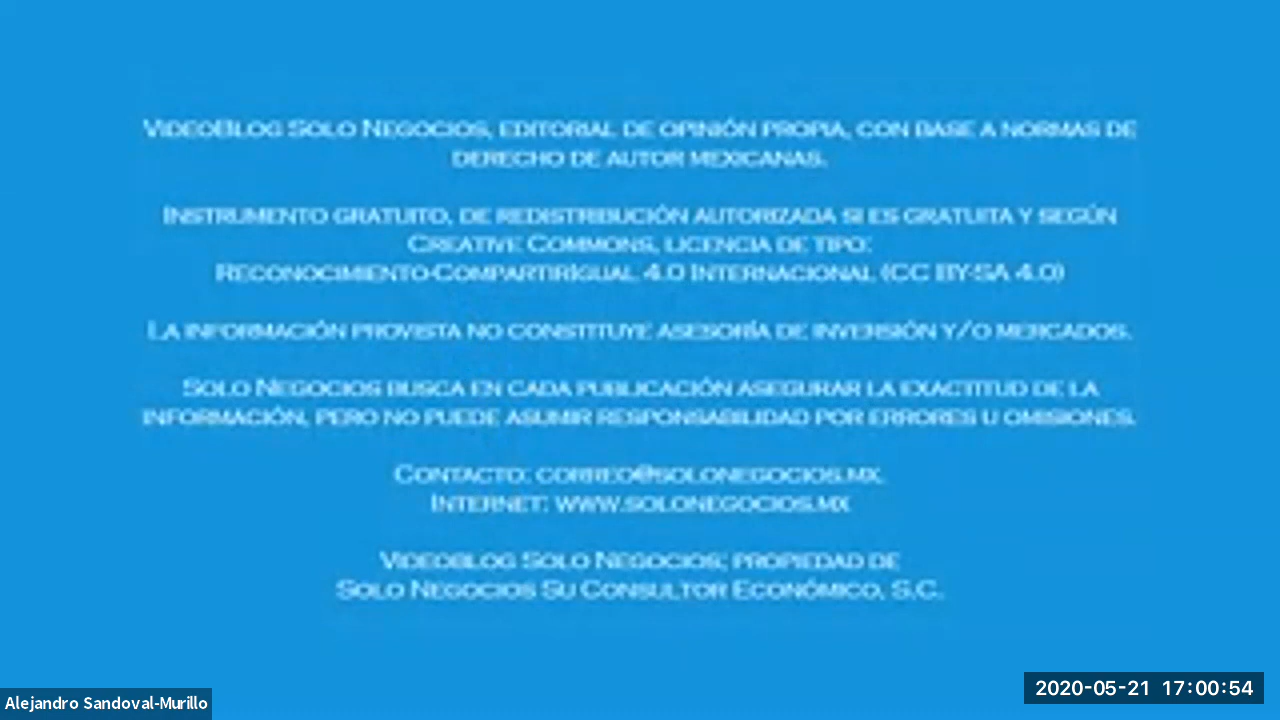 VideoBlog Solo Negocios, editorial de opinión propia, con base a normas de
derecho de autor mexicanas.
Instrumento gratuito, de redistribución autorizada si es gratuita y según
Creative Commons, licencia de tipo:
Reconocimiento-CompartirIgual 4.0 Internacional (CC BY-SA 4.0)
La información provista no constituye asesoría de inversión y/o mercados.
Solo Negocios busca en cada publicación asegurar la exactitud de la
información, pero no puede asumir responsabilidad por errores u omisiones.
Contacto: correo@solonegocios.mx.
Internet: www.solonegocios.mx
Videoblog Solo Negocios; propiedad de
Solo Negocios Su Consultor Económico, S.C.
Alejandro Sandoval-Murillo
2020-05-21 17:00:54